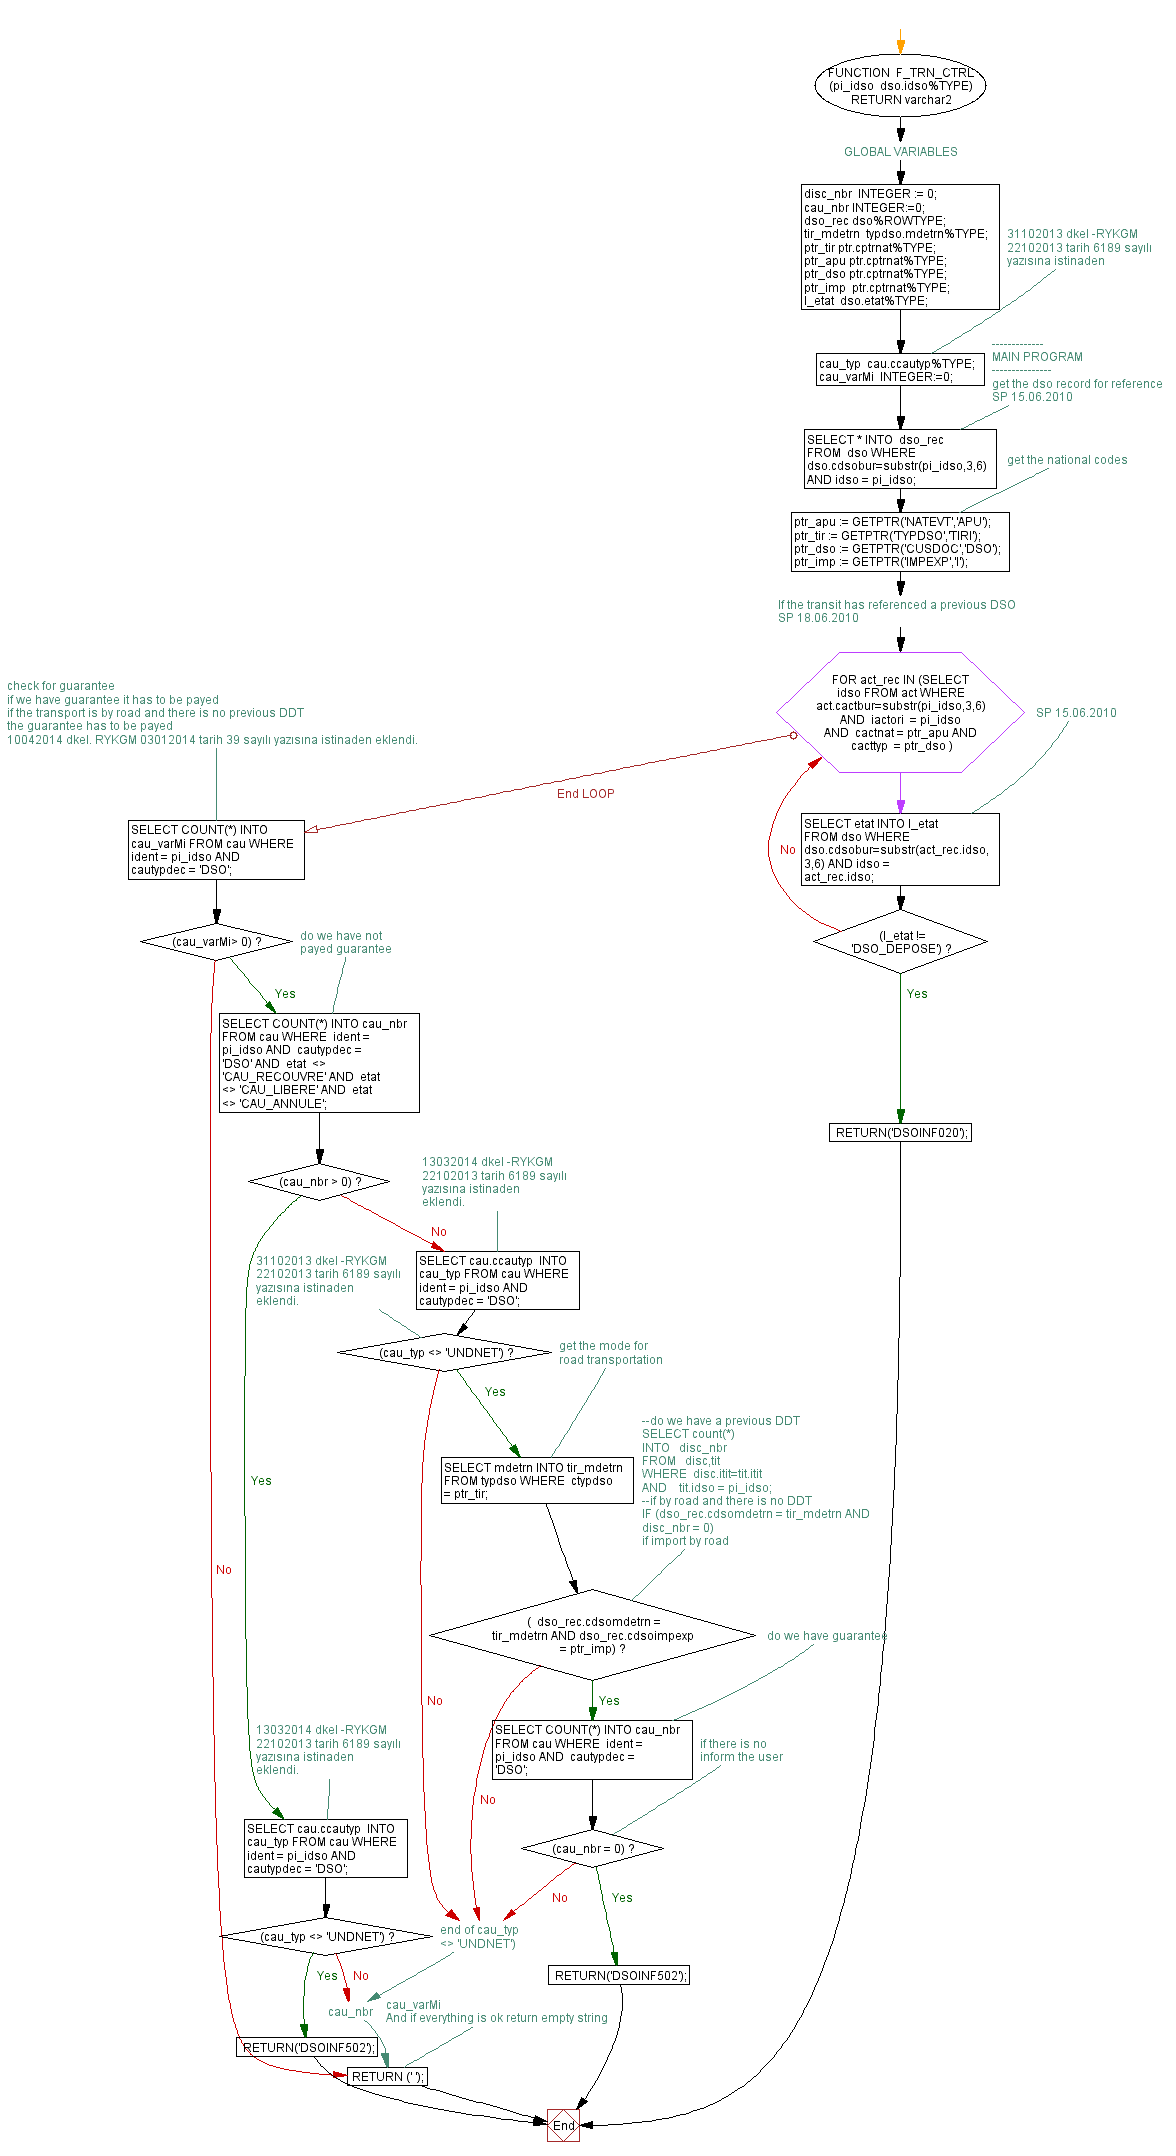 FUNCTION F_TRN_CTRL
(pi_idso dso.idso%TYPE)
RETURN varchar2
GLOBAL VARIABLES
disc_nbr INTEGER := 0;
cau_nbr INTEGER:=0;
dso_rec dso%ROWTYPE;
tir_mdetrn typdso.mdetrn%TYPE;
ptr_tir ptr.cptrnat%TYPE;
ptr_apu ptr.cptrnat%TYPE;
ptr_dso ptr.cptrnat%TYPE;
ptr_imp ptr.cptrnat%TYPE;
l_etat dso.etat%TYPE;
31102013 dkel -RYKGM
22102013 tarih 6189 sayılı
yazısına istinaden
cau_typ cau.ccautyp%TYPE;
cau_varMi INTEGER:=0;
-------------
MAIN PROGRAM
---------------
get the dso record for reference
SP 15.06.2010
SELECT * INTO dso_rec
FROM dso WHERE
dso.cdsobur=substr(pi_idso,3,6)
AND idso = pi_idso;
get the national codes
ptr_apu := GETPTR('NATEVT','APU');
ptr_tir := GETPTR('TYPDSO','TIRI');
ptr_dso := GETPTR('CUSDOC','DSO');
ptr_imp := GETPTR('IMPEXP','I');
If the transit has referenced a previous DSO
SP 18.06.2010
FOR act_rec IN (SELECT
idso FROM act WHERE
act.cactbur=substr(pi_idso,3,6)
AND iactori = pi_idso
AND cactnat = ptr_apu AND
cacttyp = ptr_dso )
SP 15.06.2010
check for guarantee
if we have guarantee it has to be payed
if the transport is by road and there is no previous DDT
the guarantee has to be payed
10042014 dkel. RYKGM 03012014 tarih 39 sayılı yazısına istinaden eklendi.
End LOOP
SELECT etat INTO l_etat
FROM dso WHERE
dso.cdsobur=substr(act_rec.idso,
3,6) AND idso =
act_rec.idso;
No
(l_etat !=
'DSO_DEPOSE') ?
Yes
RETURN('DSOINF020');
SELECT COUNT(*) INTO
cau_varMi FROM cau WHERE
ident = pi_idso AND
cautypdec = 'DSO';
(cau_varMi> 0) ?
do we have not
payed guarantee
Yes
SELECT COUNT(*) INTO cau_nbr
FROM cau WHERE ident =
pi_idso AND cautypdec =
'DSO' AND etat <>
'CAU_RECOUVRE' AND etat
<> 'CAU_LIBERE' AND etat
<> 'CAU_ANNULE';
(cau_nbr > 0) ?
13032014 dkel -RYKGM
22102013 tarih 6189 sayılı
yazısına istinaden
eklendi.
No
SELECT cau.ccautyp INTO
cau_typ FROM cau WHERE
ident = pi_idso AND
cautypdec = 'DSO';
31102013 dkel -RYKGM
22102013 tarih 6189 sayılı
yazısına istinaden
eklendi.
(cau_typ <> 'UNDNET') ?
get the mode for
road transportation
Yes
SELECT mdetrn INTO tir_mdetrn
FROM typdso WHERE ctypdso
= ptr_tir;
--do we have a previous DDT
SELECT count(*)
INTO disc_nbr
FROM disc,tit
WHERE disc.itit=tit.itit
AND tit.idso = pi_idso;
--if by road and there is no DDT
IF (dso_rec.cdsomdetrn = tir_mdetrn AND
disc_nbr = 0)
if import by road
Yes
No
( dso_rec.cdsomdetrn =
tir_mdetrn AND dso_rec.cdsoimpexp
= ptr_imp) ?
do we have guarantee
No
Yes
SELECT COUNT(*) INTO cau_nbr
FROM cau WHERE ident =
pi_idso AND cautypdec =
'DSO';
if there is no
inform the user
No
(cau_nbr = 0) ?
No
Yes
13032014 dkel -RYKGM
22102013 tarih 6189 sayılı
yazısına istinaden
eklendi.
SELECT cau.ccautyp INTO
cau_typ FROM cau WHERE
ident = pi_idso AND
cautypdec = 'DSO';
(cau_typ <> 'UNDNET') ?
end of cau_typ
<> 'UNDNET')
RETURN('DSOINF502');
Yes
No
cau_nbr
cau_varMi
And if everything is ok return empty string
RETURN('DSOINF502');
RETURN (' ');
End